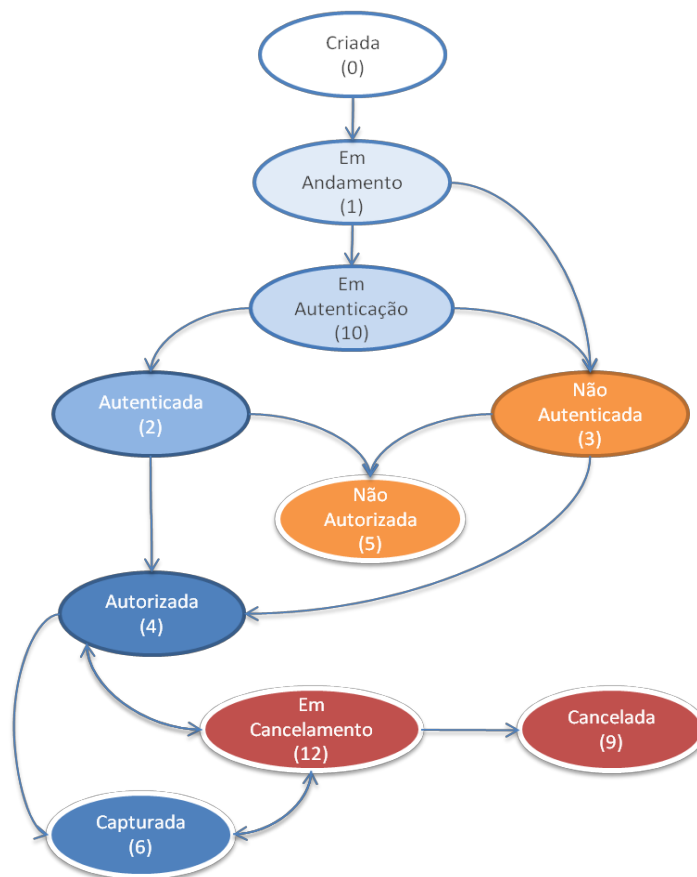 Criada
(0)
Em
Andamento
(1)
Em
Autenticação
(10)
Autenticada
(2)
Não
Autenticada
(3)
Não
Autorizada
(5)
Autorizada
(4)
Em
Cancelamento
(12)
Cancelada
(9)
Capturada
(6)